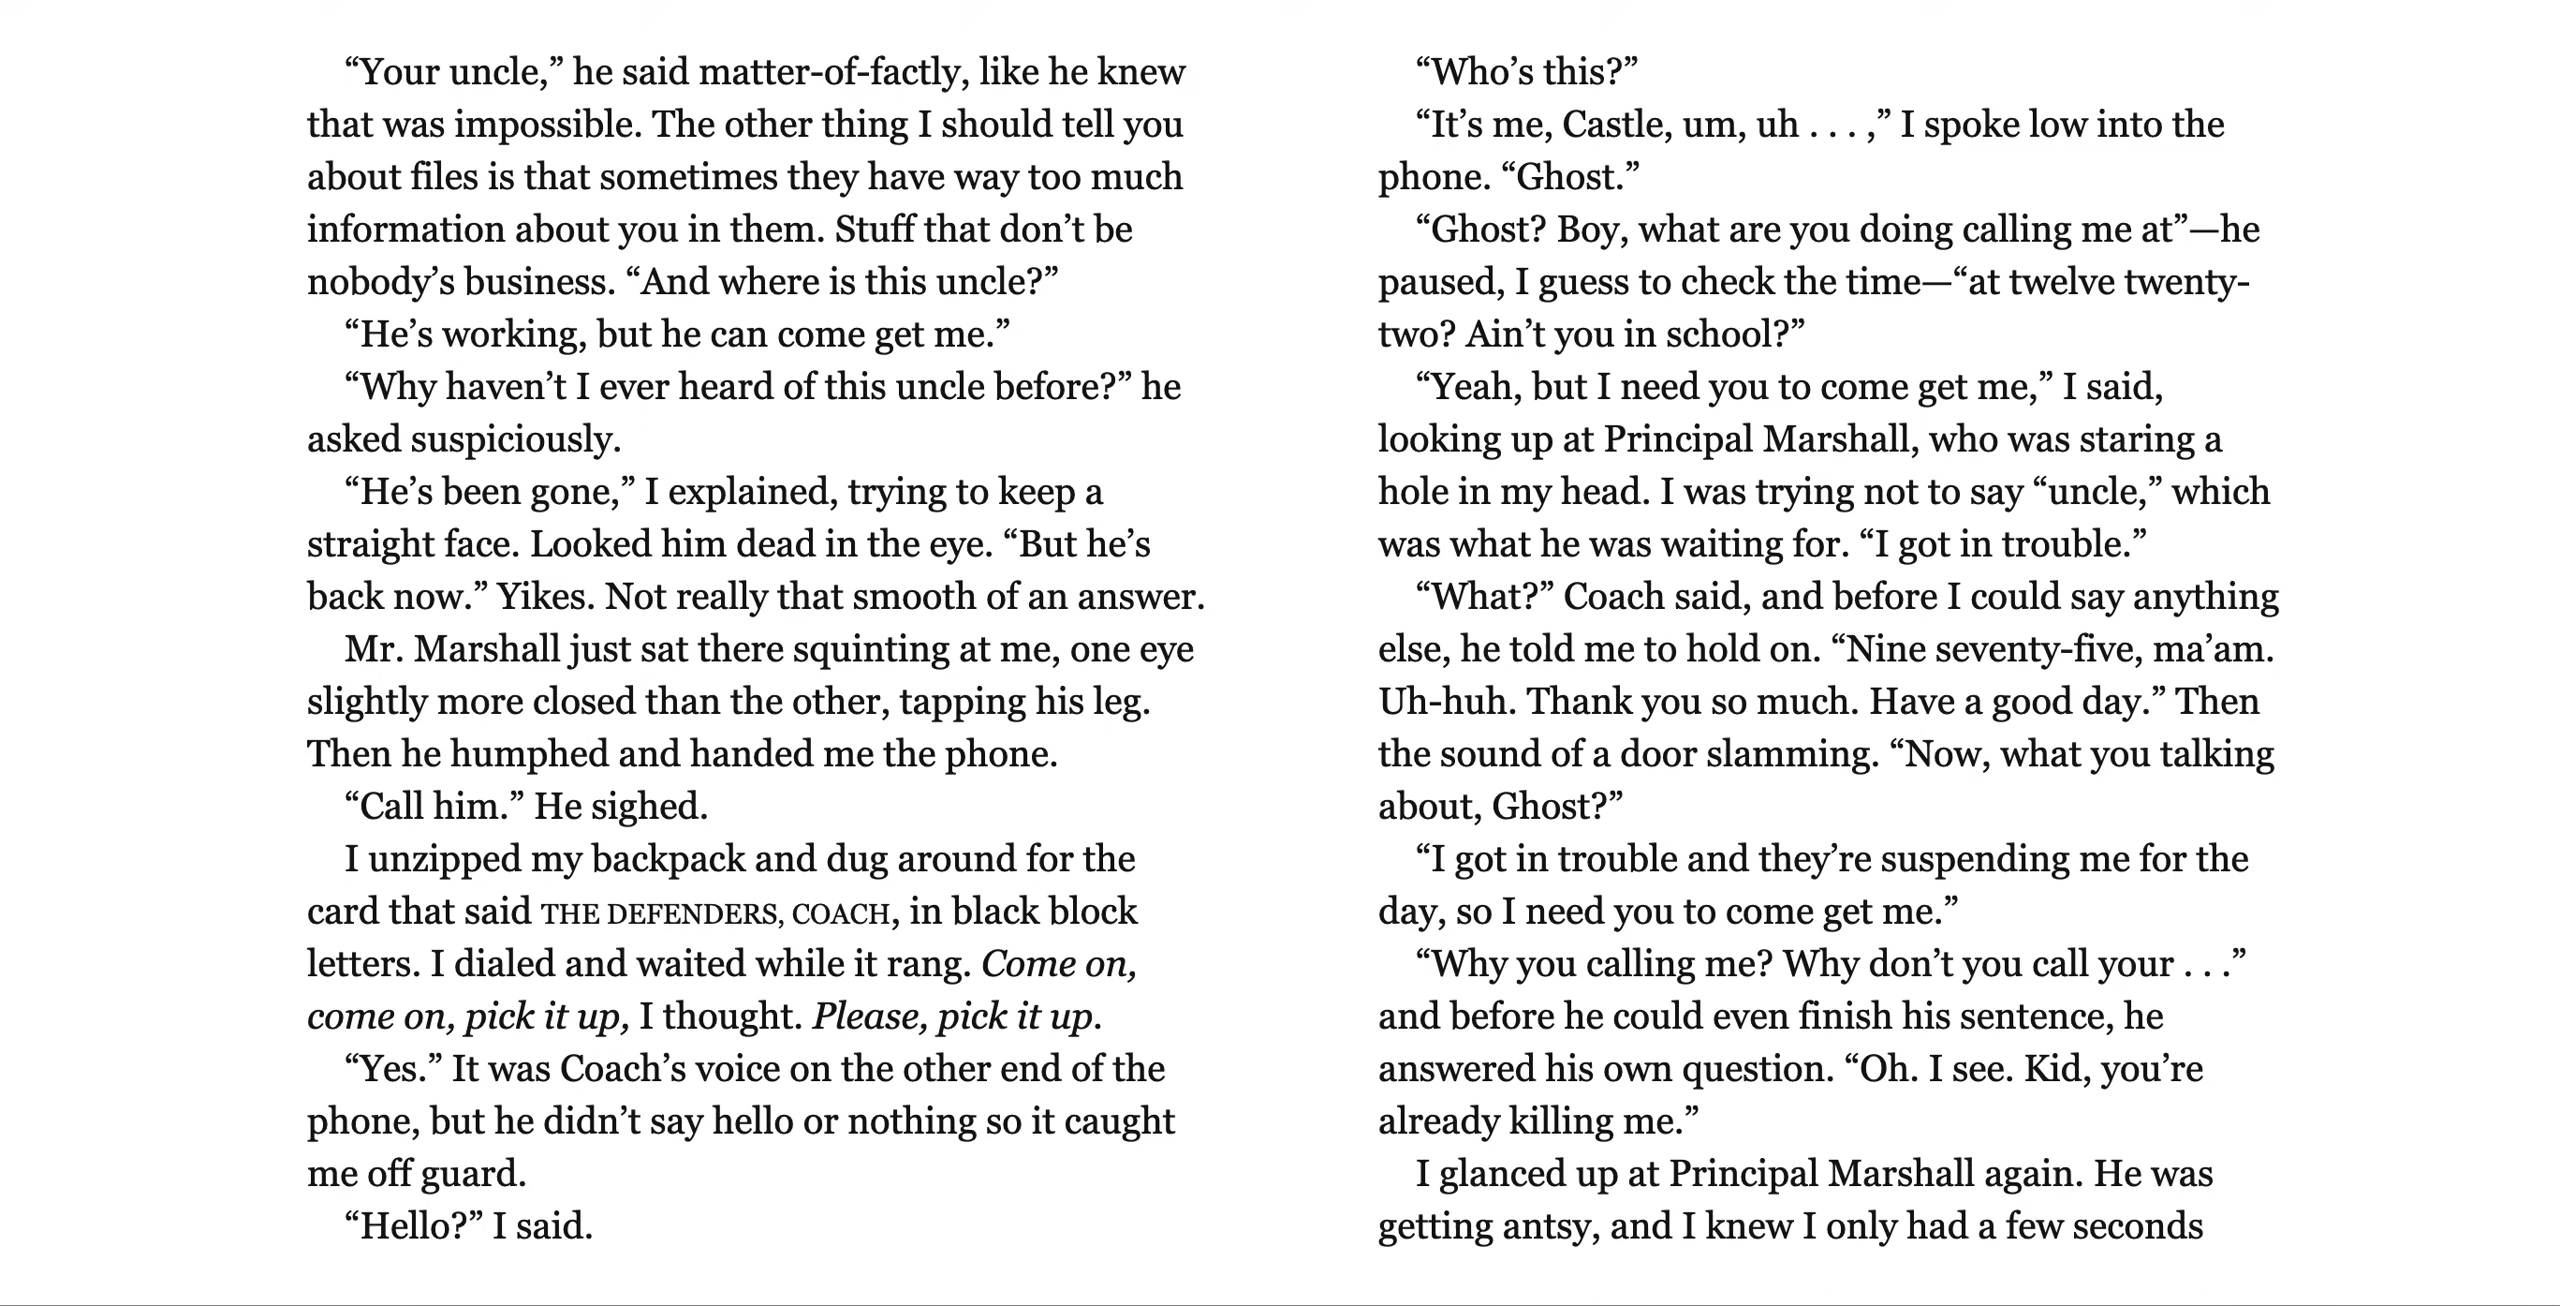 “Your uncle,” he said matter-of-factly, like he knew
that was impossible. The other thing I should tell you
about files is that sometimes they have way too much
information about you in them. Stuff that don’t be
nobody’s business. “And where is this uncle?”
“He’s working, but he can come get me.”
“Why haven’t I ever heard of this uncle before?” he
asked suspiciously.
“He’s been gone,” I explained, trying to keep a
straight face. Looked him dead in the eye. “But he’s
back now.” Yikes. Not really that smooth of an answer.
Mr. Marshall just sat there squinting at me, one eye
slightly more closed than the other, tapping his leg.
Then he humphed and handed me the phone.
“Call him.” He sighed.
I unzipped my backpack and dug around for the
card that said THE DEFENDERS, COACH, in black block
letters. I dialed and waited while it rang. Come on,
come on, pick it up, I thought. Please, pick it up.
“Yes.” It was Coach’s voice on the other end of the
phone, but he didn’t say hello or nothing so it caught
me off guard.
“Hello?” I said.
“Who’s this?”
“It’s me, Castle, um, uh . . . ,” I spoke low into the
phone. “Ghost.”
“Ghost? Boy, what are you doing calling me at”—he
paused, I guess to check the time—“at twelve twenty-
two? Ain’t you in school?”
“Yeah, but I need you to come get me,” I said,
looking up at Principal Marshall, who was staring a
hole in my head. I was trying not to say “uncle,” which
was what he was waiting for. “I got in trouble.”
“What?” Coach said, and before I could say anything
else, he told me to hold on. “Nine seventy-five, ma’am.
Uh-huh. Thank you so much. Have a good day.” Then
the sound of a door slamming. “Now, what you talking
about, Ghost?”
“I got in trouble and they’re suspending me for the
day, so I need you to come get me.”
“Why you calling me? Why don’t you call your . . .”
and before he could even finish his sentence, he
answered his own question. “Oh. I see. Kid, you’re
already killing me.”
I glanced up at Principal Marshall again. He was
getting antsy, and I knew I only had a few seconds